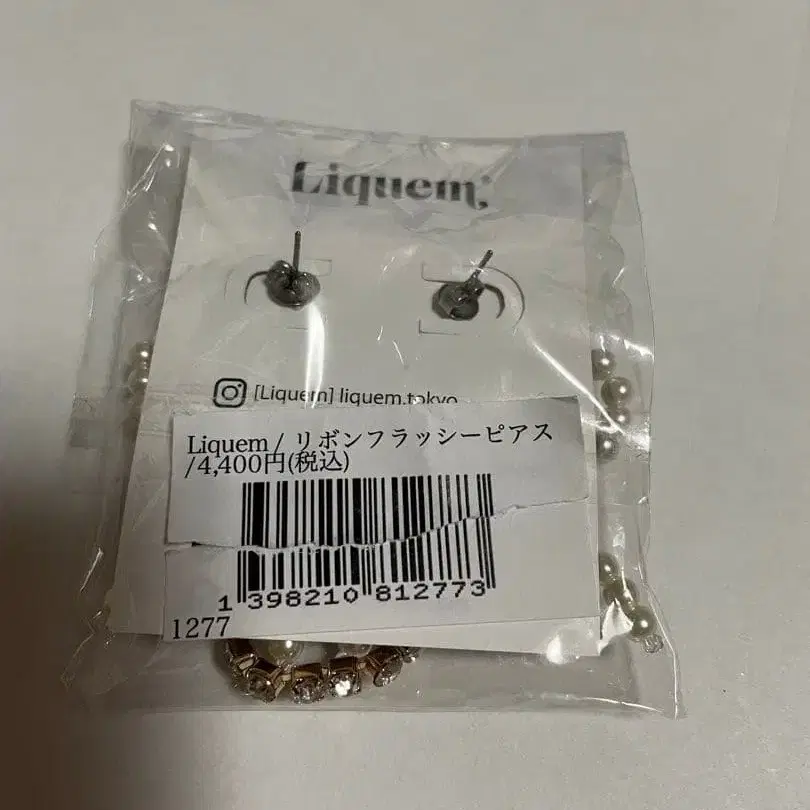 Liquem,
[Liquem] liquem.tokyo
Liquem / リボンフラッシーピアス
/4,400円(税込)
1 398210 812773
1277